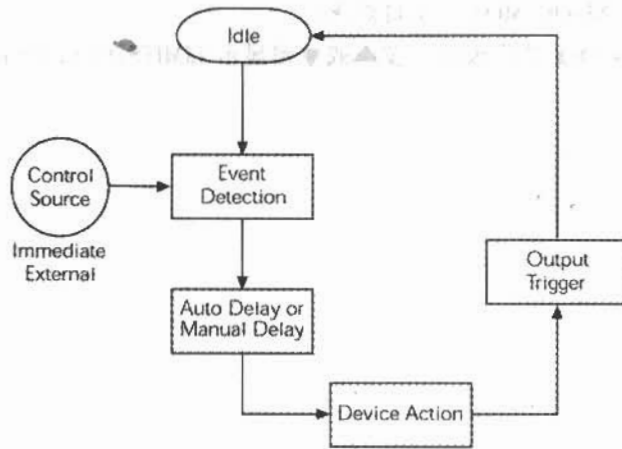 Idle
Control
Source
Immediate
External
Event
Detection
Auto Delay or
Manual Delay
Device Action
Output
Trigger